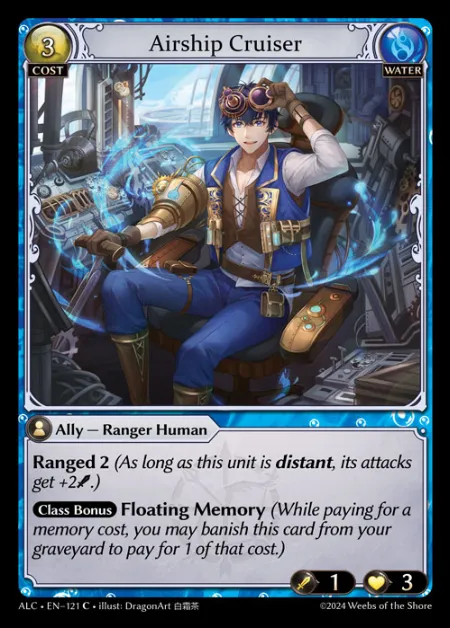 3
Airship Cruiser
COST
WATER
Ally — Ranger Human
Ranged 2 (As long as this unit is distant, its attacks
get +2.)
Class Bonus Floating Memory (While paying for a
memory cost, you may banish this card from your
graveyard to pay for 1 of that cost.)
1
3
ALC • EN-121 C • illust: DragonArt 白霜茶
©2024 Weebs of the Shore